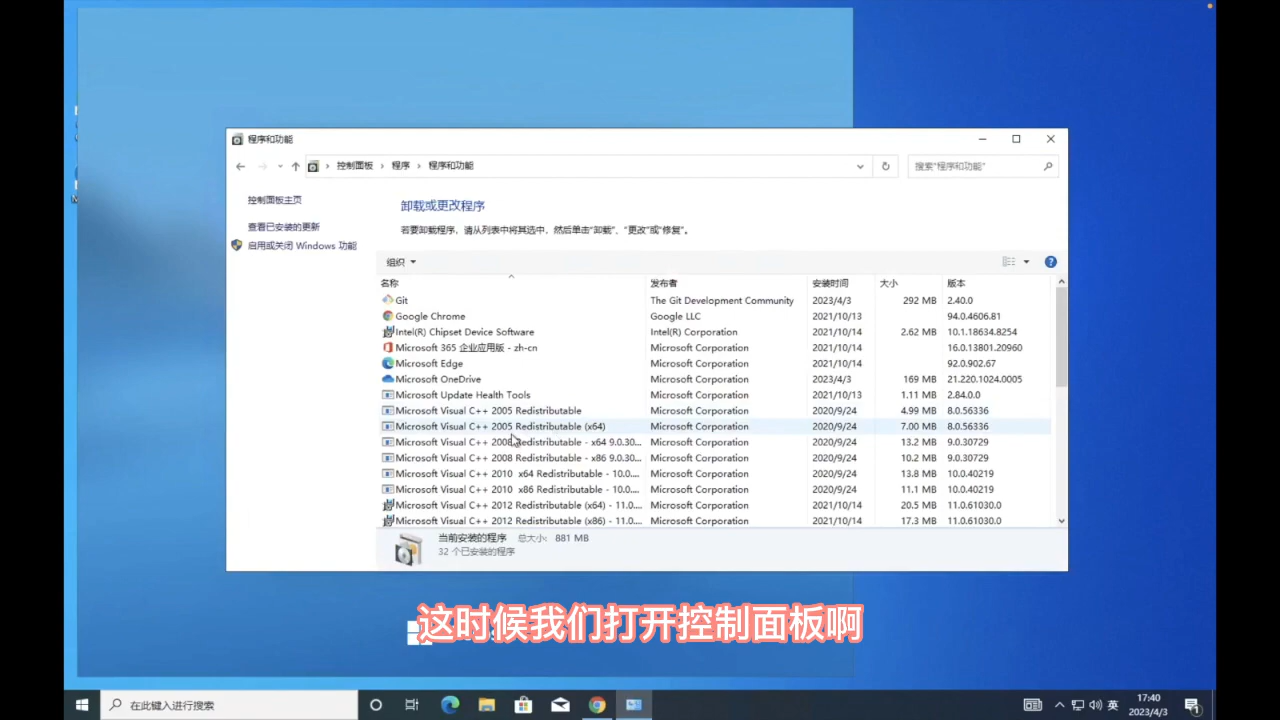 程序和功能
控制面板 › 程序 › 程序和功能
搜索"程序和功能"
控制面板主页
查看已安装的更新
启用或关闭 Windows 功能
卸载或更改程序
若要卸载程序，请从列表中将其选中，然后单击"卸载"、"更改"或"修复"。
组织
名称 发布者 安装时间 大小 版本
Git The Git Development Community 2023/4/3 292 MB 2.40.0
Google Chrome Google LLC 2021/10/13 94.0.4606.81
Intel(R) Chipset Device Software Intel(R) Corporation 2021/10/14 2.62 MB 10.1.18634.8254
Microsoft 365 企业应用版 - zh-cn Microsoft Corporation 2021/10/14 16.0.13801.20960
Microsoft Edge Microsoft Corporation 2021/10/14 92.0.902.67
Microsoft OneDrive Microsoft Corporation 2023/4/3 169 MB 21.220.1024.0005
Microsoft Update Health Tools Microsoft Corporation 2021/10/13 1.11 MB 2.84.0.0
Microsoft Visual C++ 2005 Redistributable Microsoft Corporation 2020/9/24 4.99 MB 8.0.56336
Microsoft Visual C++ 2005 Redistributable (x64) Microsoft Corporation 2020/9/24 7.00 MB 8.0.56336
Microsoft Visual C++ 2008 Redistributable - x64 9.0.30... Microsoft Corporation 2020/9/24 13.2 MB 9.0.30729
Microsoft Visual C++ 2008 Redistributable - x86 9.0.30... Microsoft Corporation 2020/9/24 10.2 MB 9.0.30729
Microsoft Visual C++ 2010 x64 Redistributable - 10.0.... Microsoft Corporation 2020/9/24 13.8 MB 10.0.40219
Microsoft Visual C++ 2010 x86 Redistributable - 10.0.... Microsoft Corporation 2020/9/24 11.1 MB 10.0.40219
Microsoft Visual C++ 2012 Redistributable (x64) - 11.0.... Microsoft Corporation 2021/10/14 20.5 MB 11.0.61030.0
Microsoft Visual C++ 2012 Redistributable (x86) - 11.0.... Microsoft Corporation 2021/10/14 17.3 MB 11.0.61030.0
当前安装的程序 总大小: 881 MB
32 个已安装的程序
这时候我们打开控制面板啊
在此键入进行搜索
英
17:40
2023/4/3
1